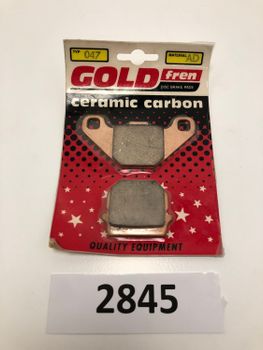 TYP 047 MATERIAL AD
GOLD fren
DISC BRAKE PADS
ceramic carbon
QUALITY EQUIPMENT
2845